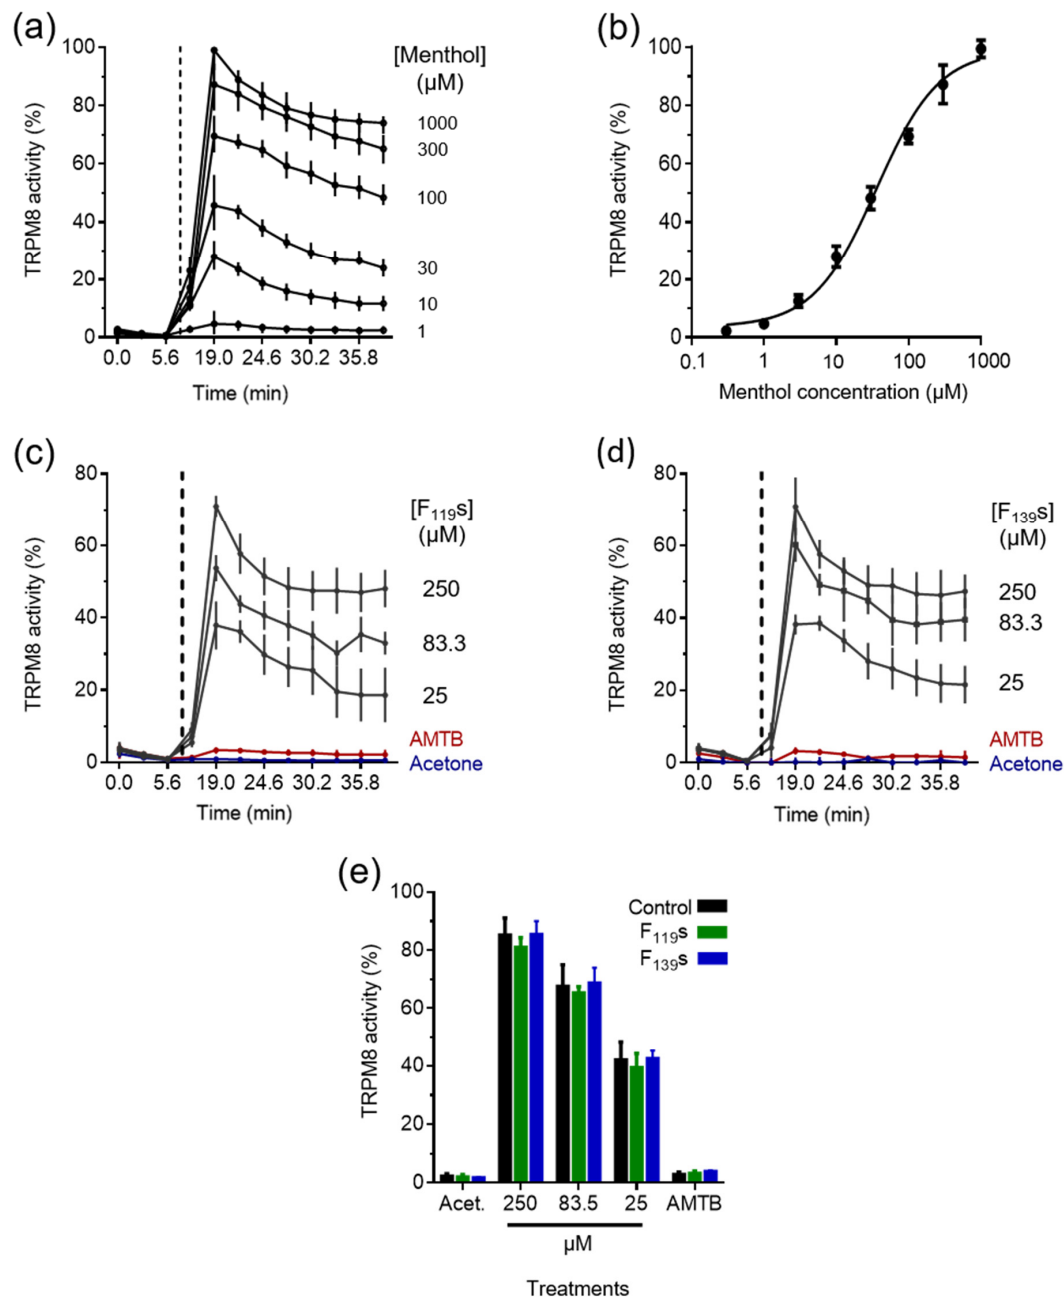 (a)
TRPM8 activity (%)
100
80
60
40
20
0
0.0 5.6 19.0 24.6 30.2 35.8
Time (min)
[Menthol]
(µM)
1000
300
100
30
10
1
(b)
TRPM8 activity (%)
100
80
60
40
20
0
0.1 1 10 100 1000
Menthol concentration (µM)
(c)
TRPM8 activity (%)
80
60
40
20
0
0.0 5.6 19.0 24.6 30.2 35.8
Time (min)
[F₁₁₉s]
(µM)
250
83.3
25
AMTB
Acetone
(d)
TRPM8 activity (%)
80
60
40
20
0
0.0 5.6 19.0 24.6 30.2 35.8
Time (min)
[F₁₃₉s]
(µM)
250
83.3
25
AMTB
Acetone
(e)
TRPM8 activity (%)
100
80
60
40
20
0
Control
F₁₁₉s
F₁₃₉s
Acet. 250 83.5 25 AMTB
µM
Treatments